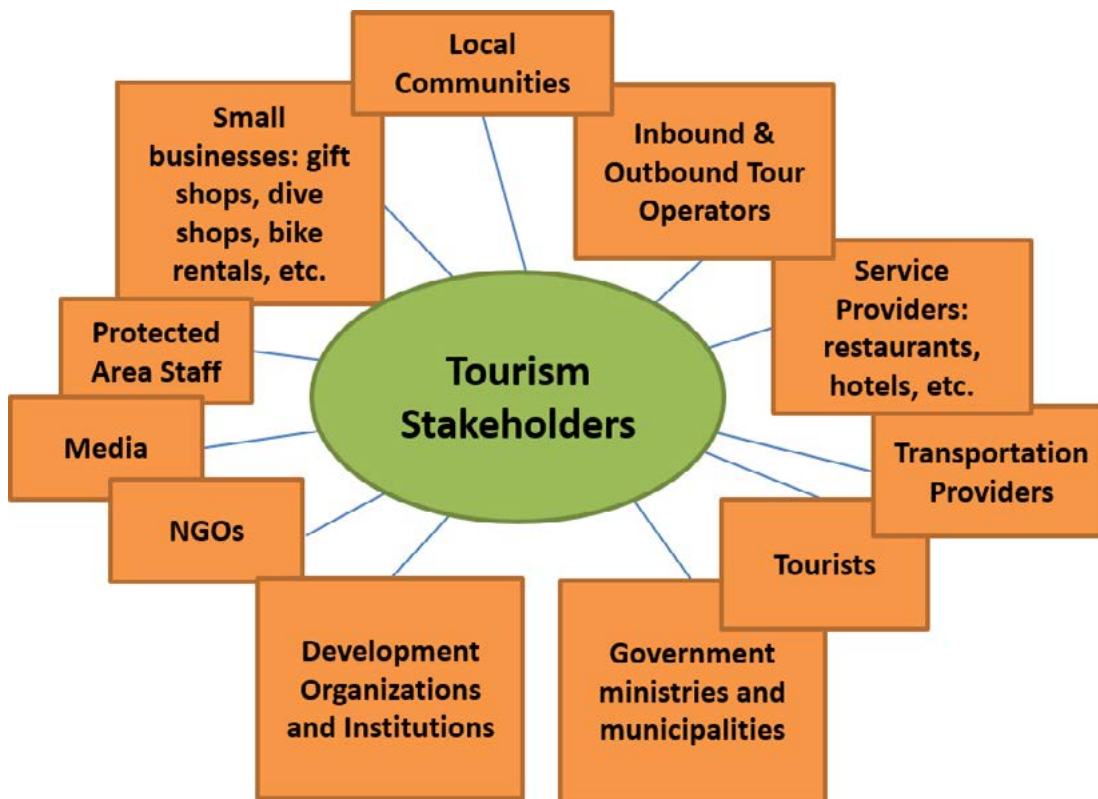 Local
Communities
Small
businesses: gift
shops, dive
shops, bike
rentals, etc.
Inbound &
Outbound Tour
Operators
Service
Providers:
restaurants,
hotels, etc.
Protected
Area Staff
Tourism
Stakeholders
Media
Transportation
Providers
NGOs
Tourists
Development
Organizations
and Institutions
Government
ministries and
municipalities